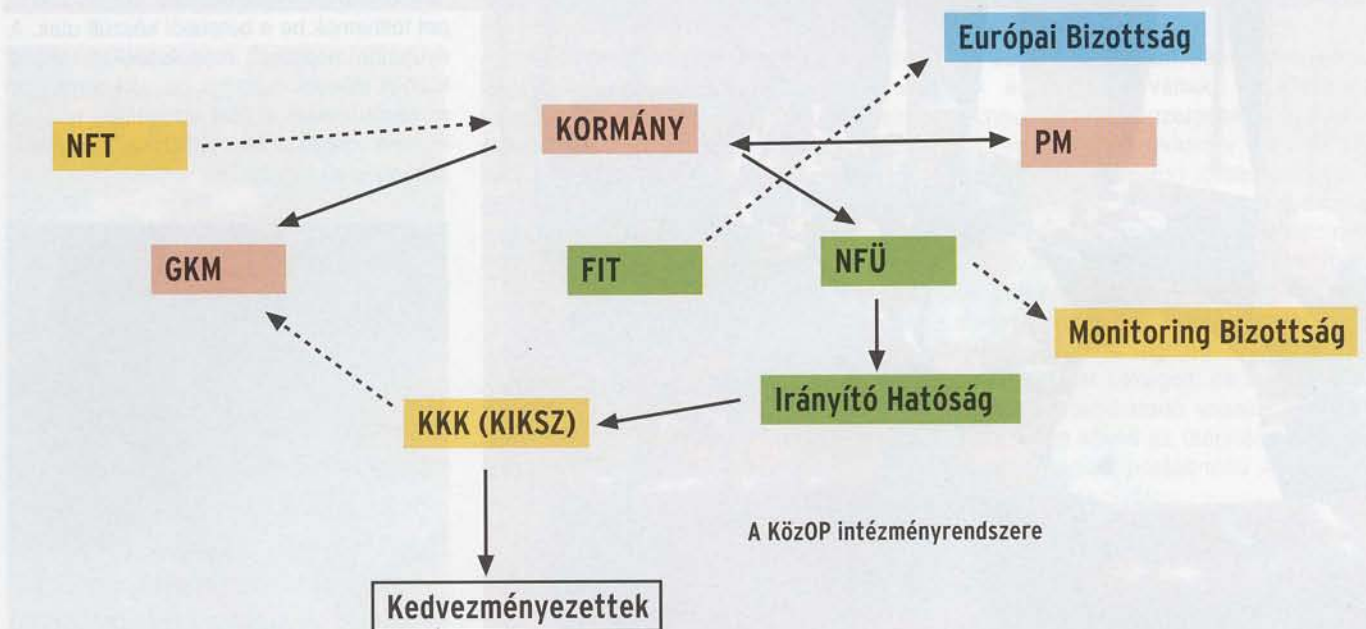 Európai Bizottság
NFT
KORMÁNY
PM
GKM
FIT
NFÜ
Monitoring Bizottság
Irányító Hatóság
KKK (KIKSZ)
A KözOP intézményrendszere
Kedvezményezettek